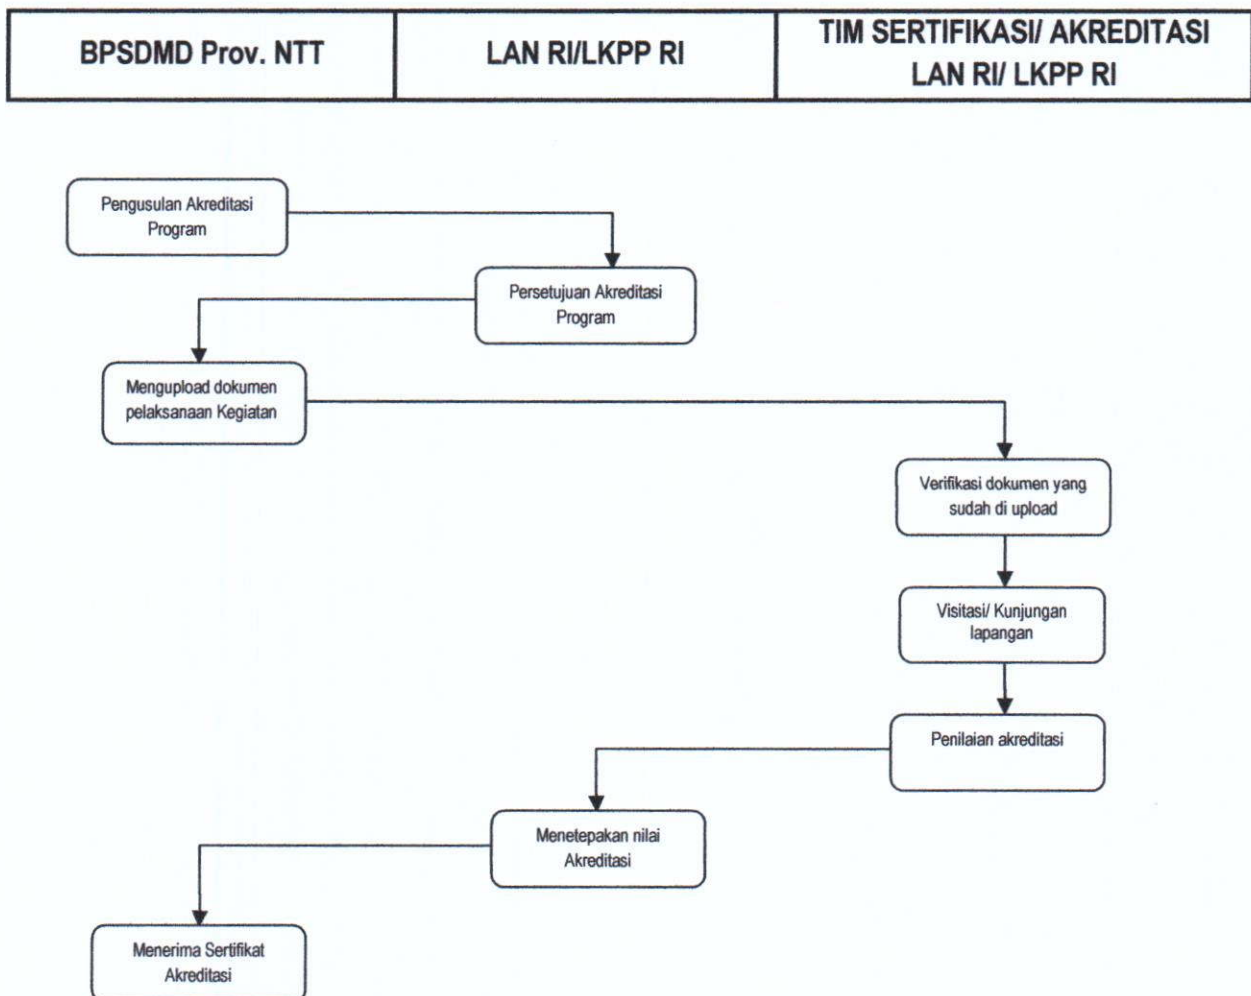 BPSDMD Prov. NTT
LAN RI/LKPP RI
TIM SERTIFIKASI/ AKREDITASI
LAN RI/ LKPP RI
Pengusulan Akreditasi
Program
Persetujuan Akreditasi
Program
Mengupload dokumen
pelaksanaan Kegiatan
Verifikasi dokumen yang
sudah di upload
Visitasi/ Kunjungan
lapangan
Penilaian akreditasi
Menetepakan nilai
Akreditasi
Menerima Sertifikat
Akreditasi